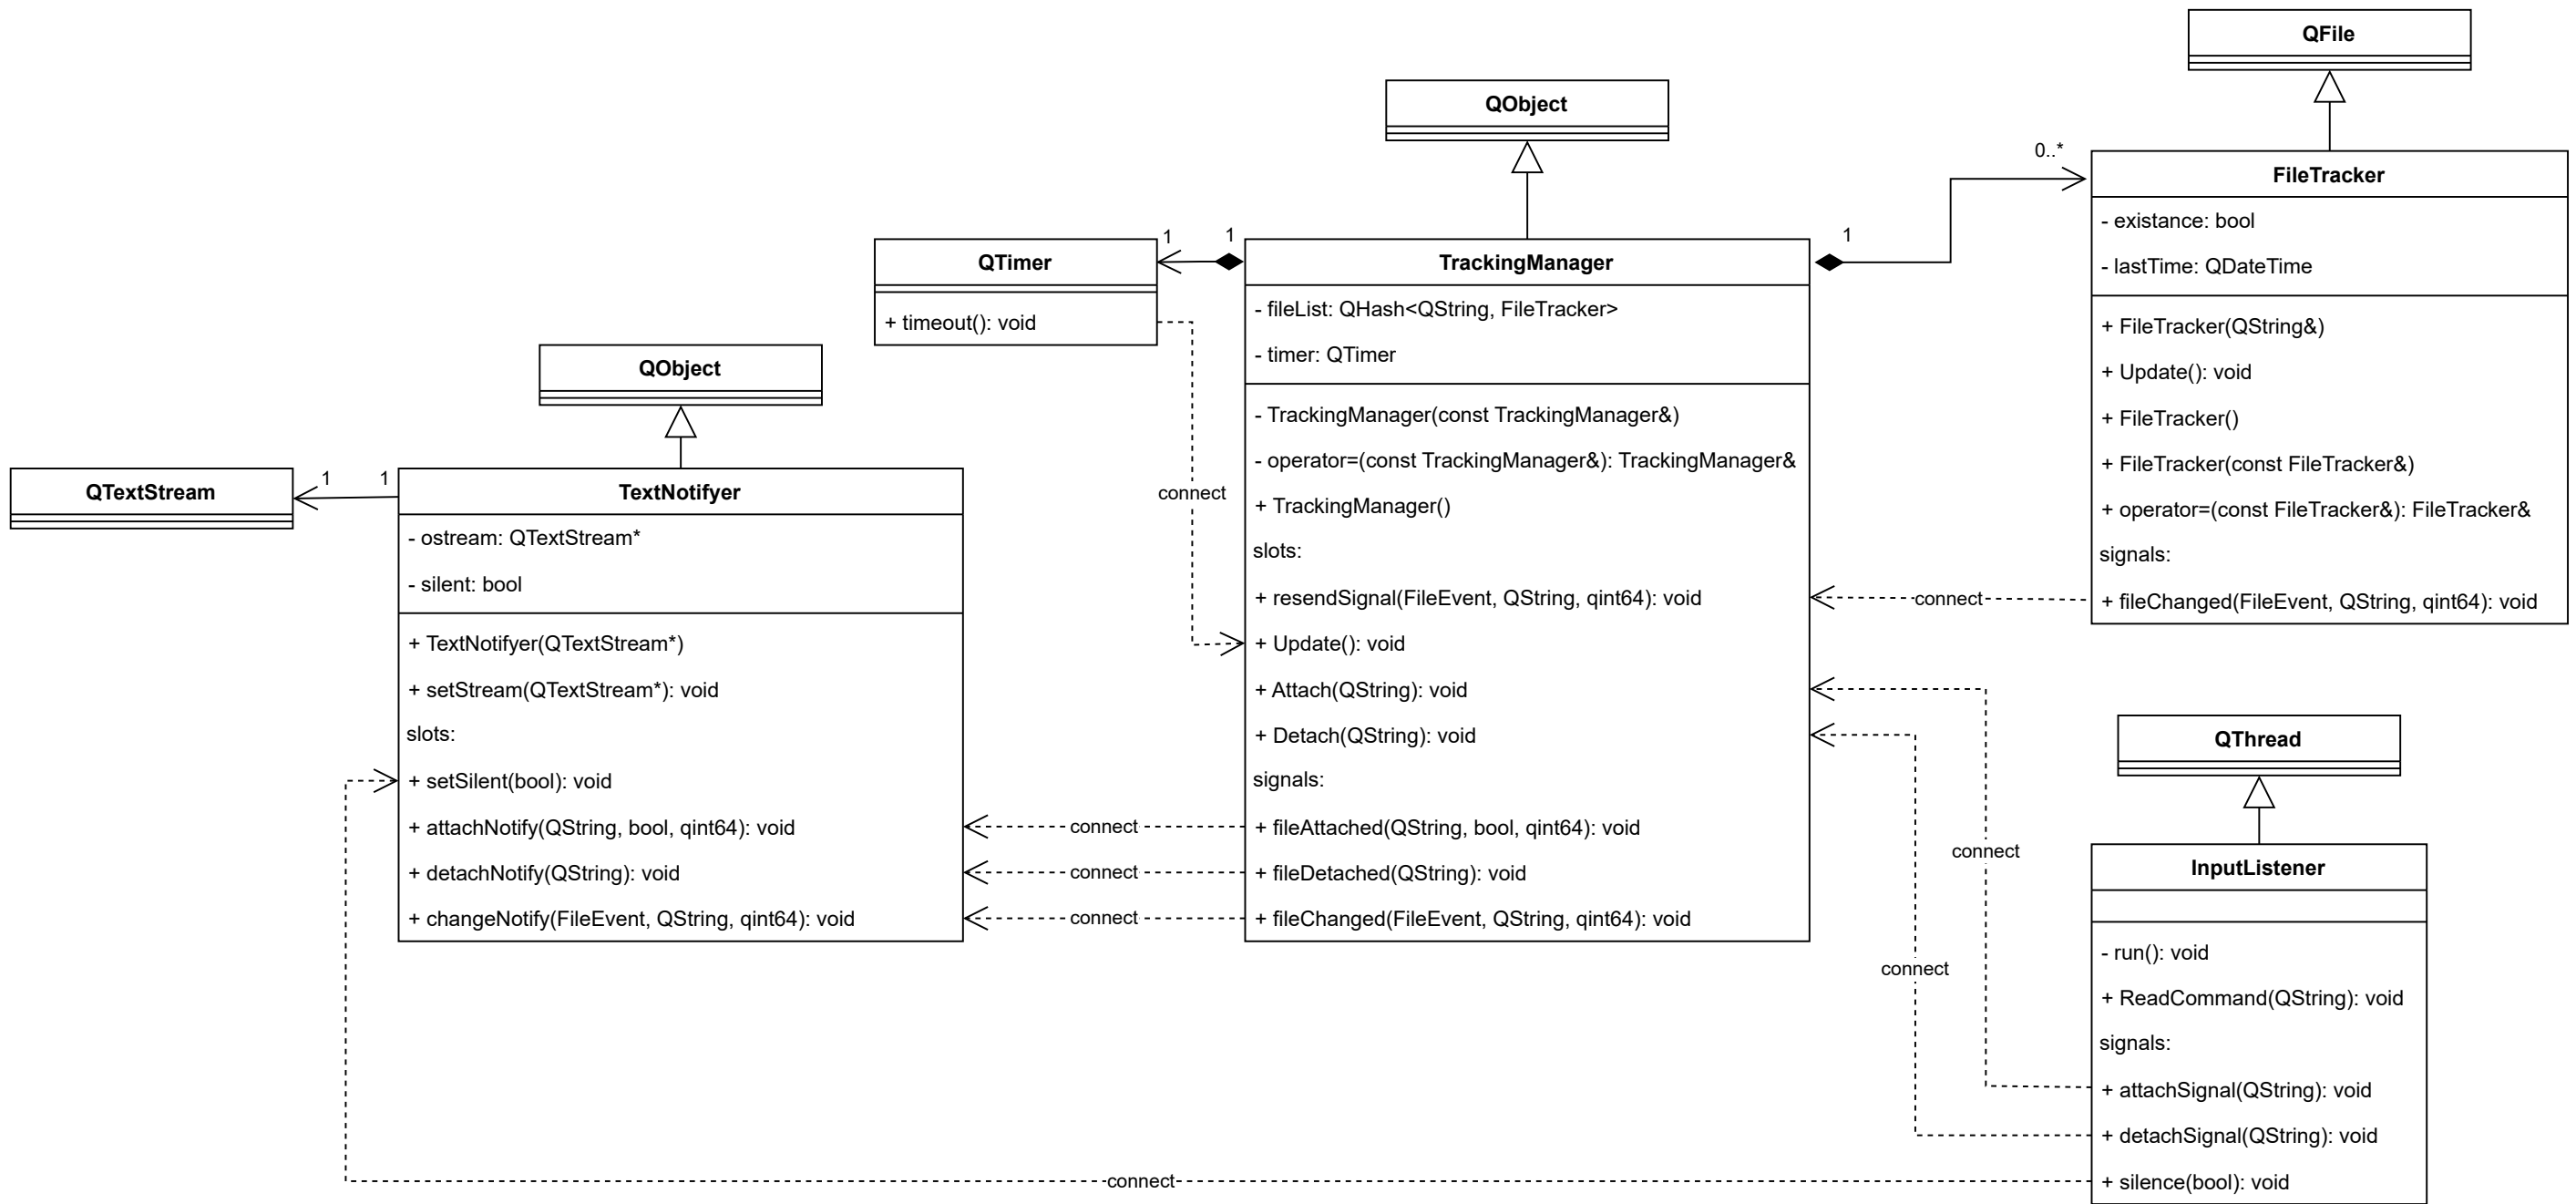 QFile
QObject
0..*
FileTracker
- existance: bool
- lastTime: QDateTime
+ FileTracker(QString&)
+ Update(): void
+ FileTracker()
+ FileTracker(const FileTracker&)
+ operator=(const FileTracker&): FileTracker&
signals:
+ fileChanged(FileEvent, QString, qint64): void
1
1
1
QTimer
+ timeout(): void
TrackingManager
- fileList: QHash<QString, FileTracker>
- timer: QTimer
- TrackingManager(const TrackingManager&)
- operator=(const TrackingManager&): TrackingManager&
+ TrackingManager()
slots:
+ resendSignal(FileEvent, QString, qint64): void
+ Update(): void
+ Attach(QString): void
+ Detach(QString): void
signals:
+ fileAttached(QString, bool, qint64): void
+ fileDetached(QString): void
+ fileChanged(FileEvent, QString, qint64): void
connect
connect
QObject
QTextStream
1
1
TextNotifyer
- ostream: QTextStream*
- silent: bool
+ TextNotifyer(QTextStream*)
+ setStream(QTextStream*): void
slots:
+ setSilent(bool): void
+ attachNotify(QString, bool, qint64): void
+ detachNotify(QString): void
+ changeNotify(FileEvent, QString, qint64): void
connect
connect
connect
QThread
InputListener
- run(): void
+ ReadCommand(QString): void
signals:
+ attachSignal(QString): void
+ detachSignal(QString): void
+ silence(bool): void
connect
connect
connect